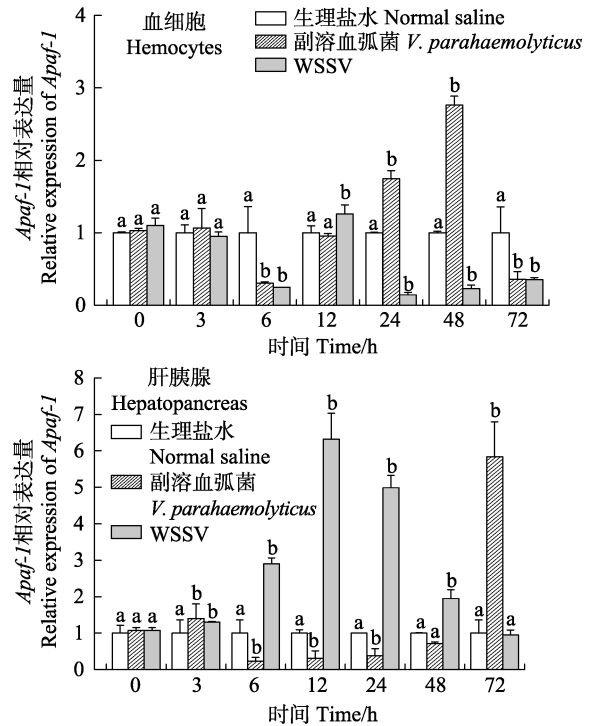 血细胞
Hemocytes
生理盐水 Normal saline
副溶血弧菌 V. parahaemolyticus
WSSV
Apaf-1相对表达量
Relative expression of Apaf-1
4
3
2
1
0
a a a
a a a
a b b
a a b
a b b
a b b
a b b
0 3 6 12 24 48 72
时间 Time/h
肝胰腺
Hepatopancreas
生理盐水
Normal saline
副溶血弧菌
V. parahaemolyticus
WSSV
Apaf-1相对表达量
Relative expression of Apaf-1
8
7
6
5
4
3
2
1
0
a a a
a b b
a b b
a b b
a b b
a a b
a b a
0 3 6 12 24 48 72
时间 Time/h